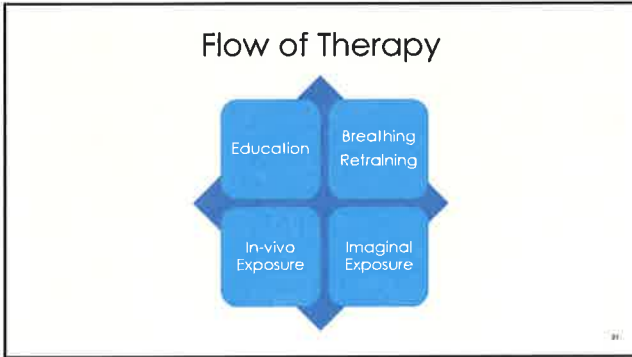 Flow of Therapy
Education
Breathing
Retraining
In-vivo
Exposure
Imaginal
Exposure